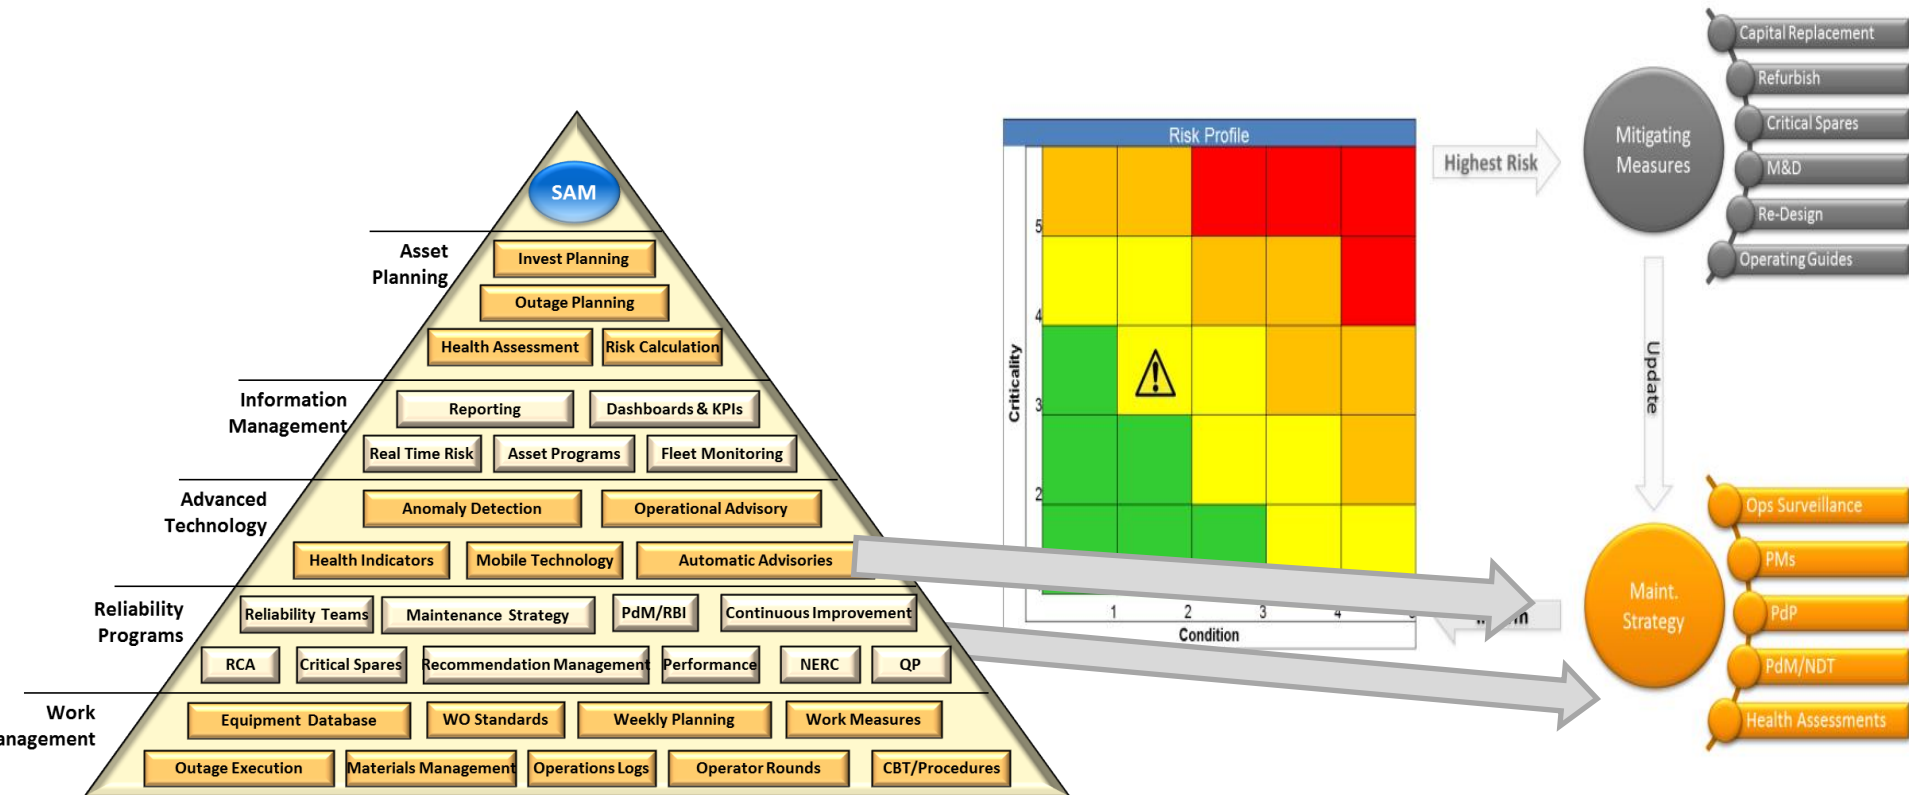 SAM
Asset
Planning
Invest Planning
Outage Planning
Health Assessment
Risk Calculation
Information
Management
Reporting
Dashboards & KPIs
Real Time Risk
Asset Programs
Fleet Monitoring
Advanced
Technology
Anomaly Detection
Operational Advisory
Health Indicators
Mobile Technology
Automatic Advisories
Reliability
Programs
Reliability Teams
Maintenance Strategy
PdM/RBI
Continuous Improvement
RCA
Critical Spares
Recommendation Management
Performance
NERC
QP
Work
anagement
Equipment Database
WO Standards
Weekly Planning
Work Measures
Outage Execution
Materials Management
Operations Logs
Operator Rounds
CBT/Procedures
Risk Profile
Criticality
5
4
3
2
1
2
3
4
Condition
Highest Risk
Mitigating
Measures
Capital Replacement
Refurbish
Critical Spares
M&D
Re-Design
Operating Guides
Update
Maint.
Strategy
Ops Surveillance
PMs
PdP
PdM/NDT
Health Assessments